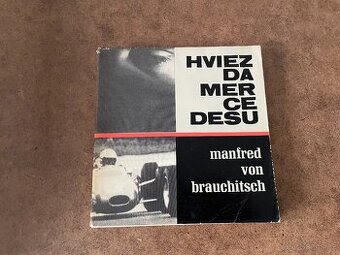 HVIEZ
DA
MER
CE
DESU
manfred
von
brauchitsch